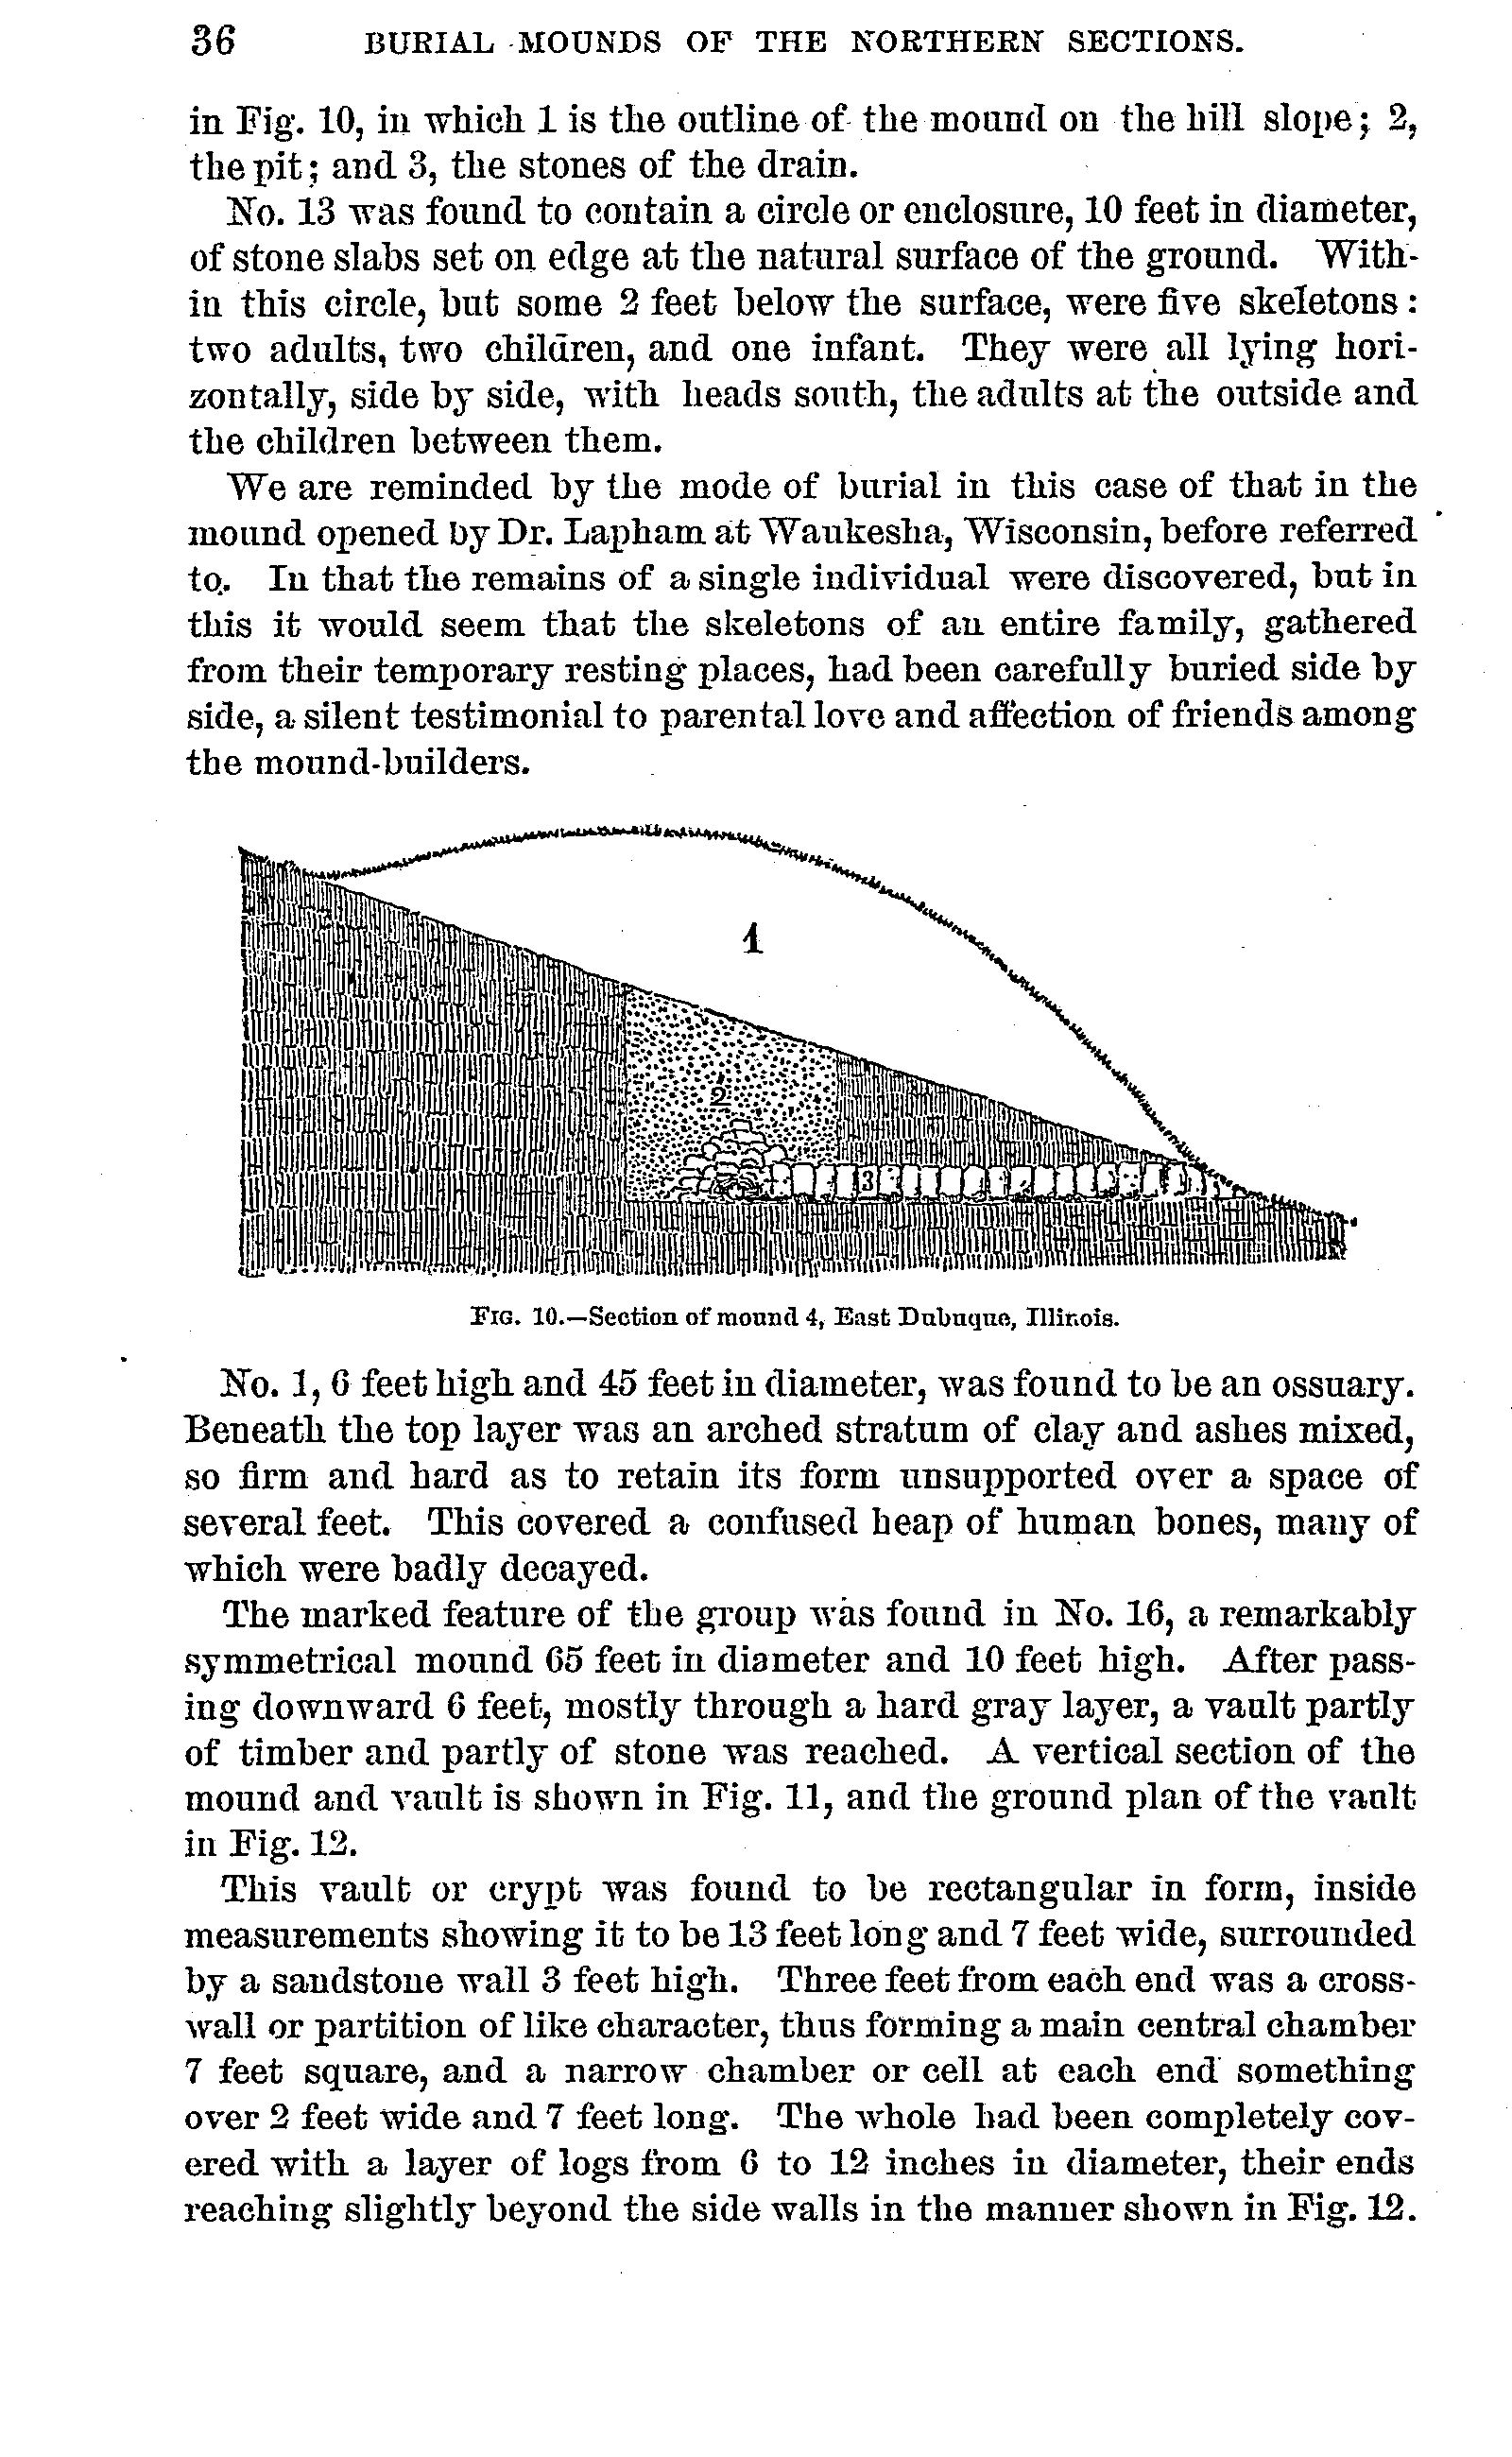 36 BURIAL MOUNDS OF THE NORTHERN SECTIONS.
in Fig. 10, in which 1 is the outline of the mound on the hill slope; 2,
the pit; and 3, the stones of the drain.
No. 13 was found to contain a circle or enclosure, 10 feet in diameter,
of stone slabs set on edge at the natural surface of the ground. With-
in this circle, but some 2 feet below the surface, were five skeletons:
two adults, two children, and one infant. They were all lying hori-
zontally, side by side, with heads south, the adults at the outside and
the children between them.
We are reminded by the mode of burial in this case of that in the
mound opened by Dr. Lapham at Waukesha, Wisconsin, before referred
to. In that the remains of a single individual were discovered, but in
this it would seem that the skeletons of an entire family, gathered
from their temporary resting places, had been carefully buried side by
side, a silent testimonial to parental love and affection of friends among
the mound-builders.
1
2
3
FIG. 10.—Section of mound 4, East Dubuque, Illinois.
No. 1, 6 feet high and 45 feet in diameter, was found to be an ossuary.
Beneath the top layer was an arched stratum of clay and ashes mixed,
so firm and hard as to retain its form unsupported over a space of
several feet. This covered a confused heap of human bones, many of
which were badly decayed.
The marked feature of the group was found in No. 16, a remarkably
symmetrical mound 65 feet in diameter and 10 feet high. After pass-
ing downward 6 feet, mostly through a hard gray layer, a vault partly
of timber and partly of stone was reached. A vertical section of the
mound and vault is shown in Fig. 11, and the ground plan of the vault
in Fig. 12.
This vault or crypt was found to be rectangular in form, inside
measurements showing it to be 13 feet long and 7 feet wide, surrounded
by a sandstone wall 3 feet high. Three feet from each end was a cross-
wall or partition of like character, thus forming a main central chamber
7 feet square, and a narrow chamber or cell at each end something
over 2 feet wide and 7 feet long. The whole had been completely cov-
ered with a layer of logs from 6 to 12 inches in diameter, their ends
reaching slightly beyond the side walls in the manner shown in Fig. 12.